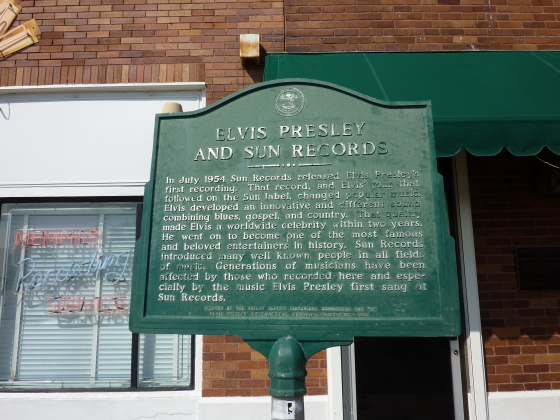 ELVIS PRESLEY
AND SUN RECORDS
In July 1954 Sun Records released Elvis Presley's
first recording. That record, and Elvis' four that
followed on the Sun label, changed popular music.
Elvis developed an innovative and different sound
combining blues, gospel, and country. That quality
made Elvis a worldwide celebrity within two years.
He went on to become one of the most famous
and beloved entertainers in history. Sun Records
introduced many well known people in all fields
of music. Generations of musicians have been
affected by those who recorded here and espe-
cially by the music Elvis Presley first sang at
Sun Records.
MEMPHIS
Recording
SERVICE